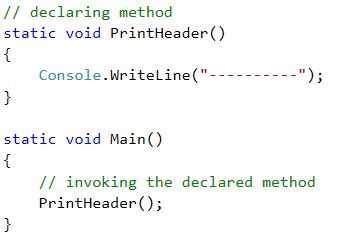 // declaring method
static void PrintHeader()
{
    Console.WriteLine("----------");
}

static void Main()
{
    // invoking the declared method
    PrintHeader();
}